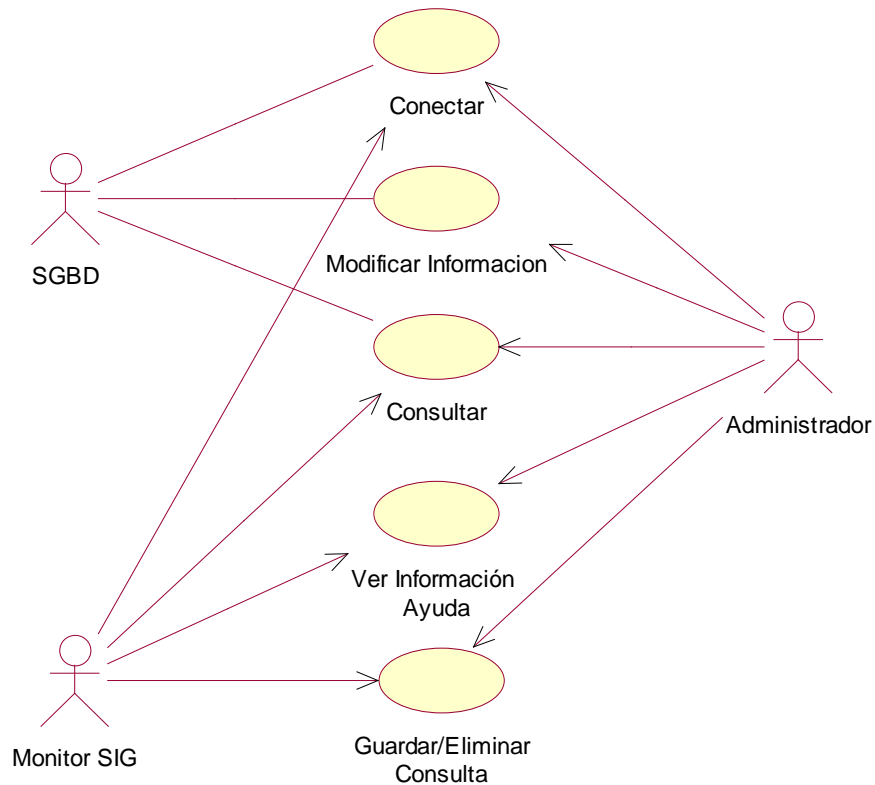 Conectar
Modificar Informacion
SGBD
Consultar
Administrador
Ver Información
Ayuda
Monitor SIG
Guardar/Eliminar
Consulta